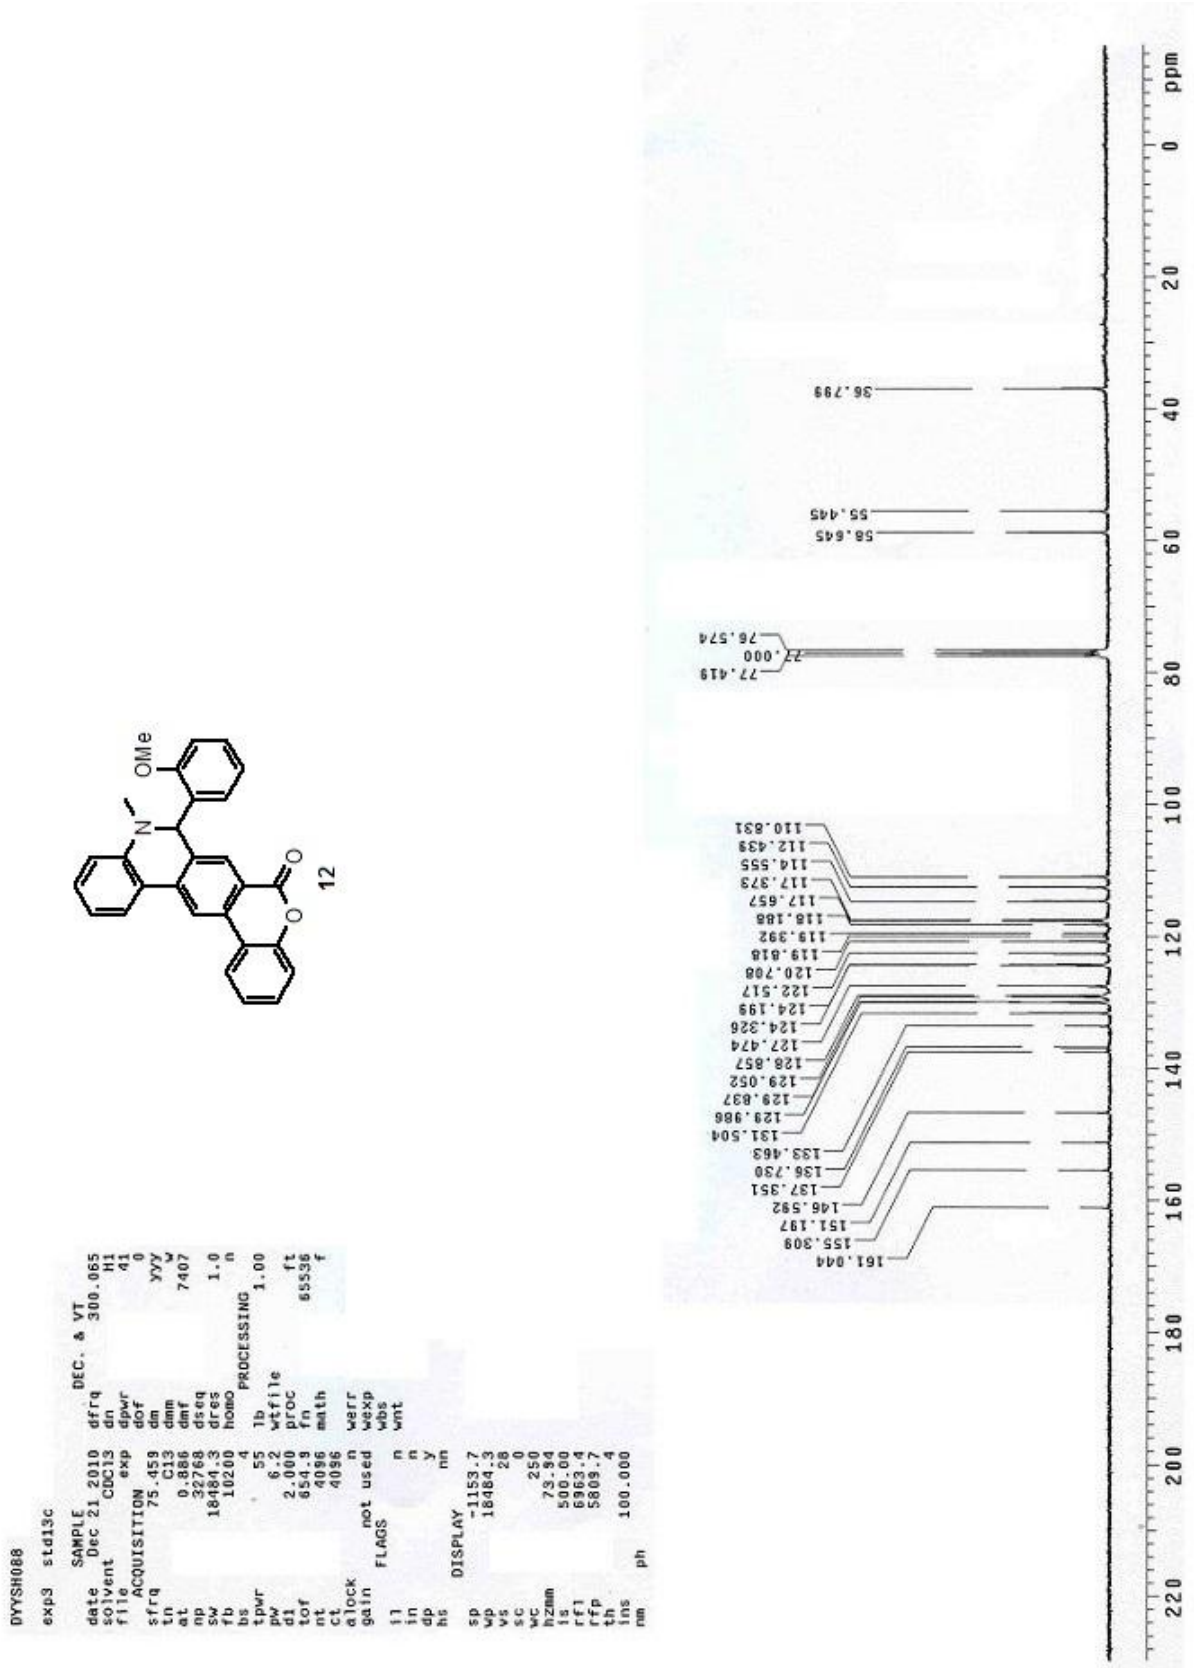 DYYSH088
exp3 std13c
SAMPLE DEC. & VT
date Dec 21 2010 dfrq 300.065
solvent CDCl3 dn H1
file exp dpwr 41
ACQUISITION dof 0
sfrq 75.459 dm yyy
tn C13 dmm w
at 0.886 dmf 7407
np 32768 dseq
sw 18484.3 dres 1.0
fb 10200 homo n
bs 4 PROCESSING
tpwr 55 lb 1.00
pw 6.2 wtfile
d1 2.000 proc ft
tof 654.9 fn 65536
nt 4096 math f
ct 4096
alock n werr
gain not used wexp
FLAGS wbs
il n wnt
in n
dp y
hs nn
DISPLAY
sp -1153.7
wp 18484.3
vs 28
sc 0
wc 250
hzmm 73.94
is 500.00
rfl 6963.4
rfp 5809.7
th 4
ins 100.000
nm ph
N
OMe
O
O
12
161.044
155.309
151.197
146.592
137.351
136.730
133.463
131.504
129.986
129.837
129.052
128.857
127.474
124.326
124.199
122.517
120.708
119.818
119.392
118.188
117.657
117.373
114.555
112.439
110.831
77.419
77.000
76.574
58.645
55.445
36.799
220 200 180 160 140 120 100 80 60 40 20 0 ppm